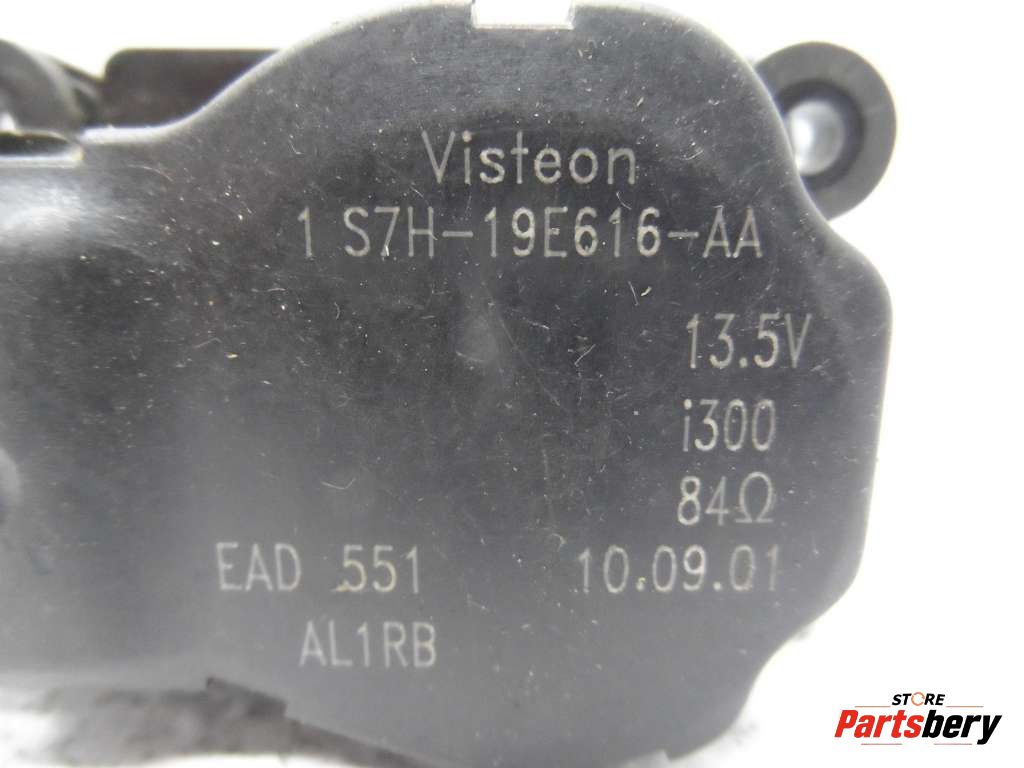 Visteon
1 S7H-19E616-AA
13.5V
i300
84Ω
EAD 551 10.09.01
AL1RB
STORE
Partsbery